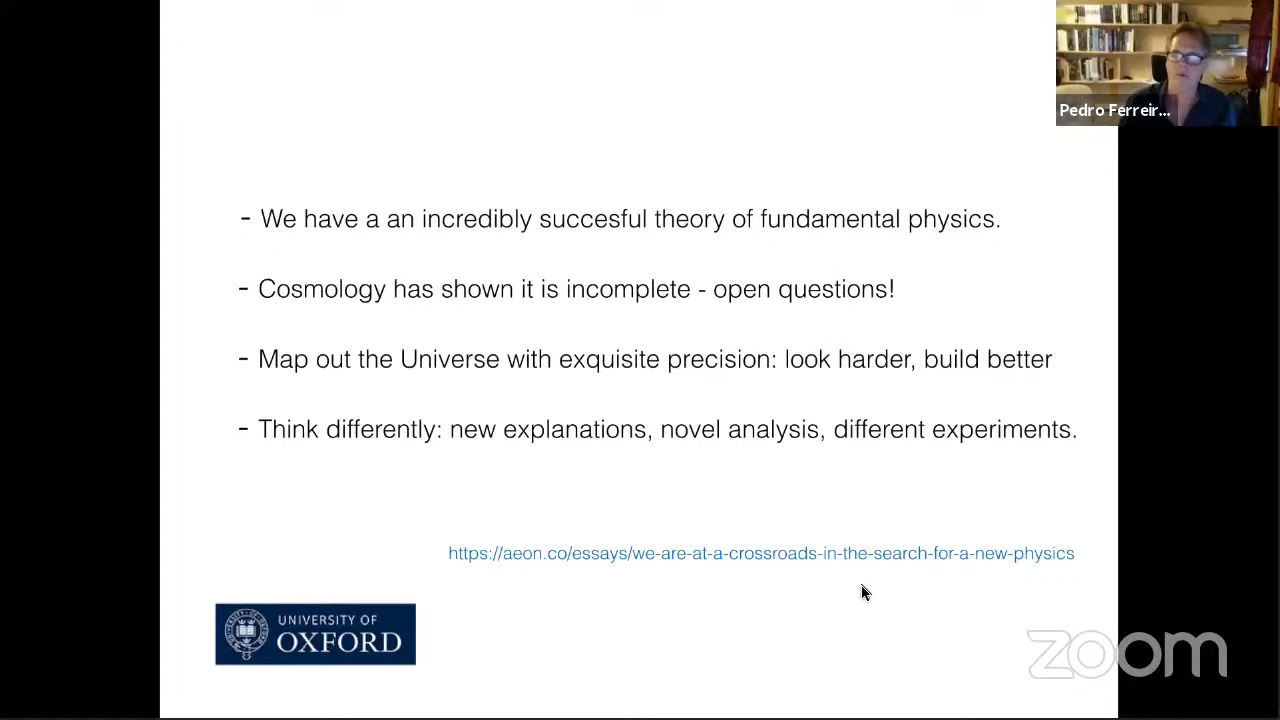 Pedro Ferreir...
- We have a an incredibly succesful theory of fundamental physics.
- Cosmology has shown it is incomplete - open questions!
- Map out the Universe with exquisite precision: look harder, build better
- Think differently: new explanations, novel analysis, different experiments.
https://aeon.co/essays/we-are-at-a-crossroads-in-the-search-for-a-new-physics
UNIVERSITY OF
OXFORD
zoom